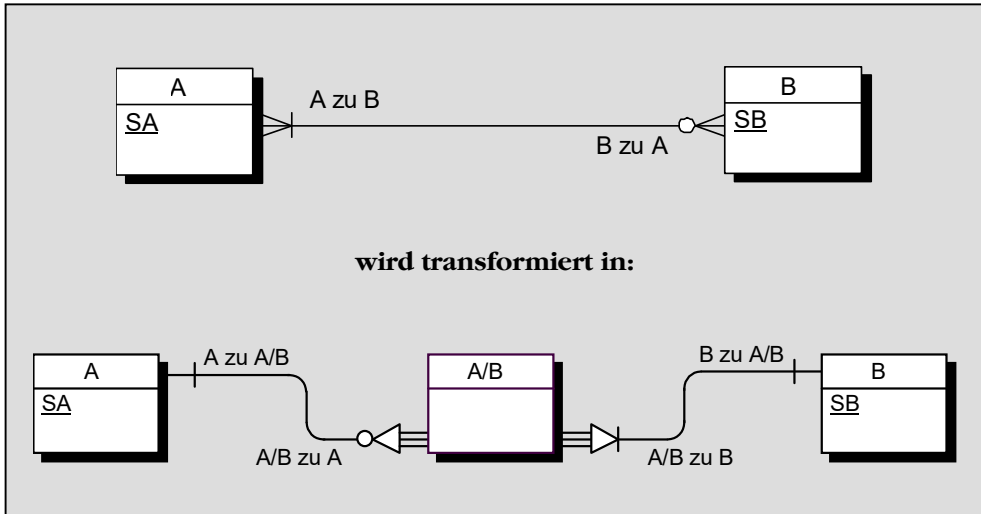 A
SA
A zu B
B zu A
B
SB
wird transformiert in:
A
SA
A zu A/B
A/B zu A
A/B
B zu A/B
A/B zu B
B
SB